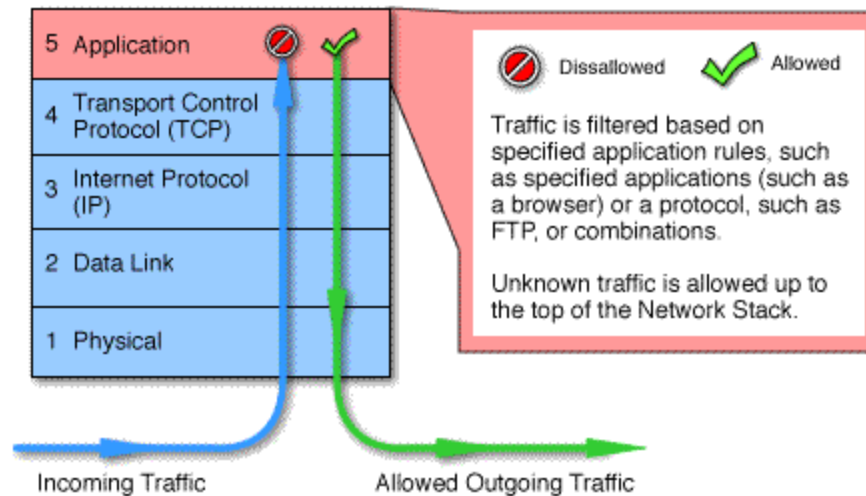 5 Application
4 Transport Control
Protocol (TCP)
3 Internet Protocol
(IP)
2 Data Link
1 Physical
Incoming Traffic
Allowed Outgoing Traffic
Dissallowed
Allowed
Traffic is filtered based on
specified application rules, such
as specified applications (such as
a browser) or a protocol, such as
FTP, or combinations.
Unknown traffic is allowed up to
the top of the Network Stack.